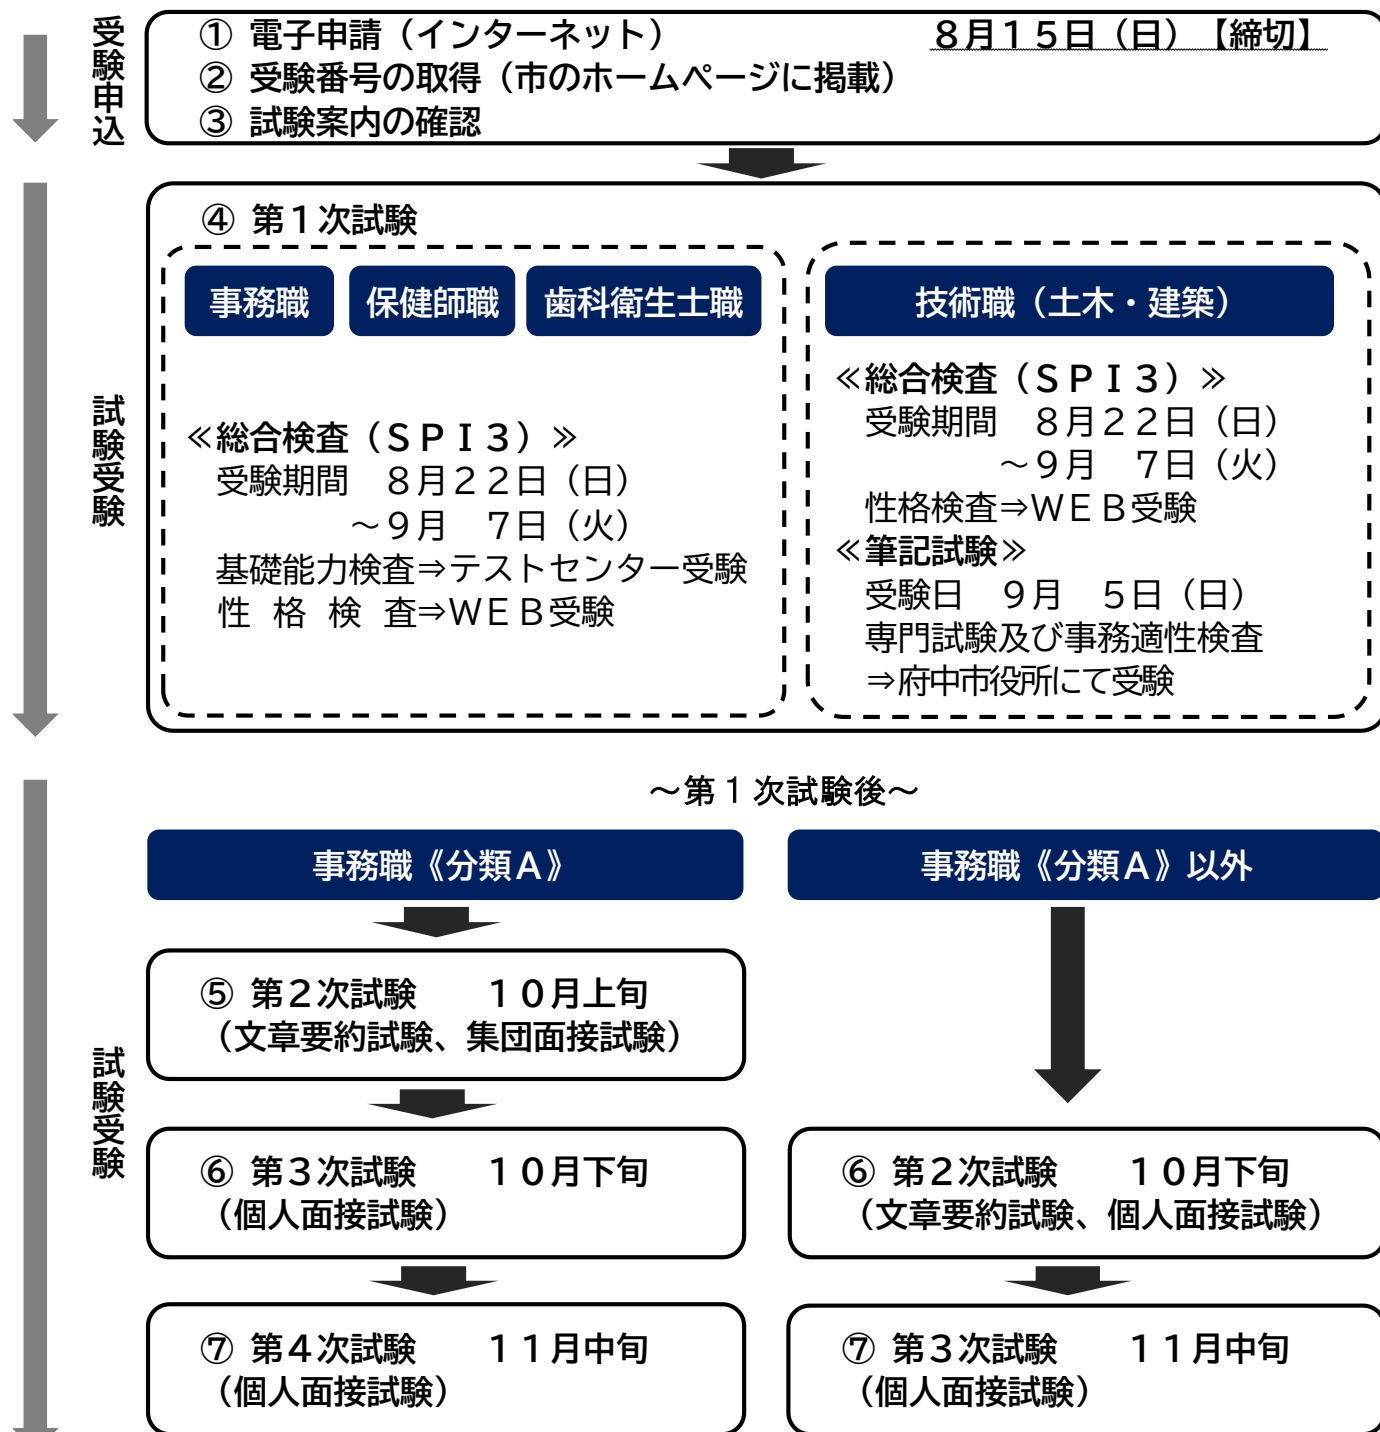 受験申込
① 電子申請（インターネット） ８月１５日（日）【締切】
② 受験番号の取得（市のホームページに掲載）
③ 試験案内の確認
試験受験
④ 第１次試験
事務職 保健師職 歯科衛生士職
≪総合検査（ＳＰＩ３）≫
受験期間 ８月２２日（日）
～９月 ７日（火）
基礎能力検査⇒テストセンター受験
性 格 検 査⇒ＷＥＢ受験
技術職（土木・建築）
≪総合検査（ＳＰＩ３）≫
受験期間 ８月２２日（日）
～９月 ７日（火）
性格検査⇒ＷＥＢ受験
≪筆記試験≫
受験日 ９月 ５日（日）
専門試験及び事務適性検査
⇒府中市役所にて受験
～第１次試験後～
試験受験
事務職《分類Ａ》
⑤ 第２次試験 １０月上旬
（文章要約試験、集団面接試験）
⑥ 第３次試験 １０月下旬
（個人面接試験）
⑦ 第４次試験 １１月中旬
（個人面接試験）
事務職《分類Ａ》以外
⑥ 第２次試験 １０月下旬
（文章要約試験、個人面接試験）
⑦ 第３次試験 １１月中旬
（個人面接試験）